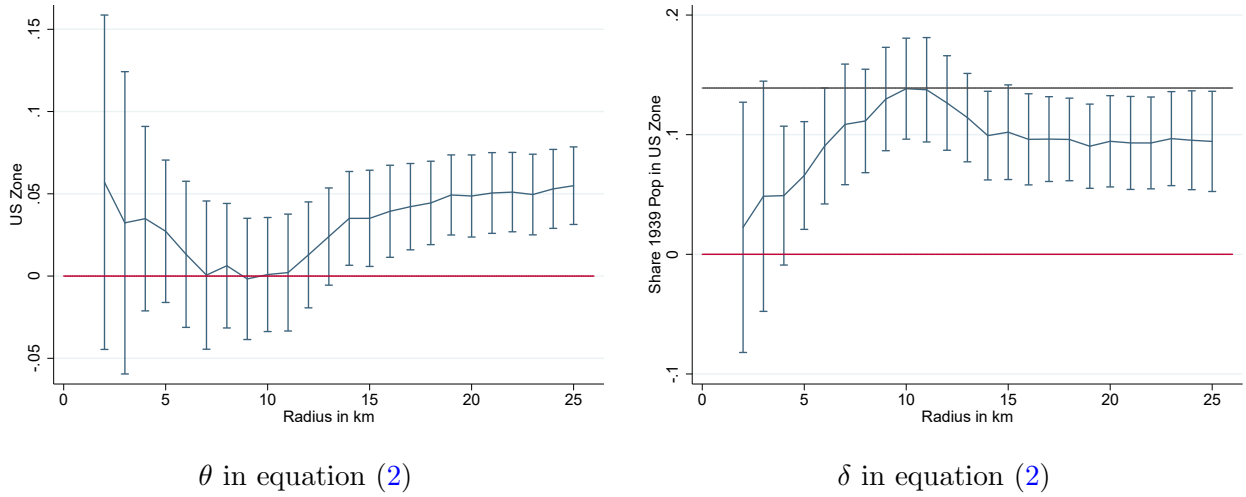 .15
.1
.05
0
-.05
US Zone
0 5 10 15 20 25
Radius in km
θ in equation (2)
.2
.1
0
-.1
Share 1939 Pop in US Zone
0 5 10 15 20 25
Radius in km
δ in equation (2)